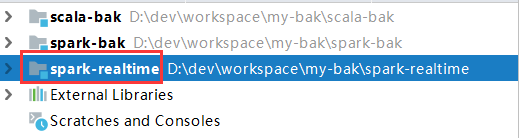 scala-bak D:\dev\workspace\my-bak\scala-bak
spark-bak D:\dev\workspace\my-bak\spark-bak
spark-realtime D:\dev\workspace\my-bak\spark-realtime
External Libraries
Scratches and Consoles